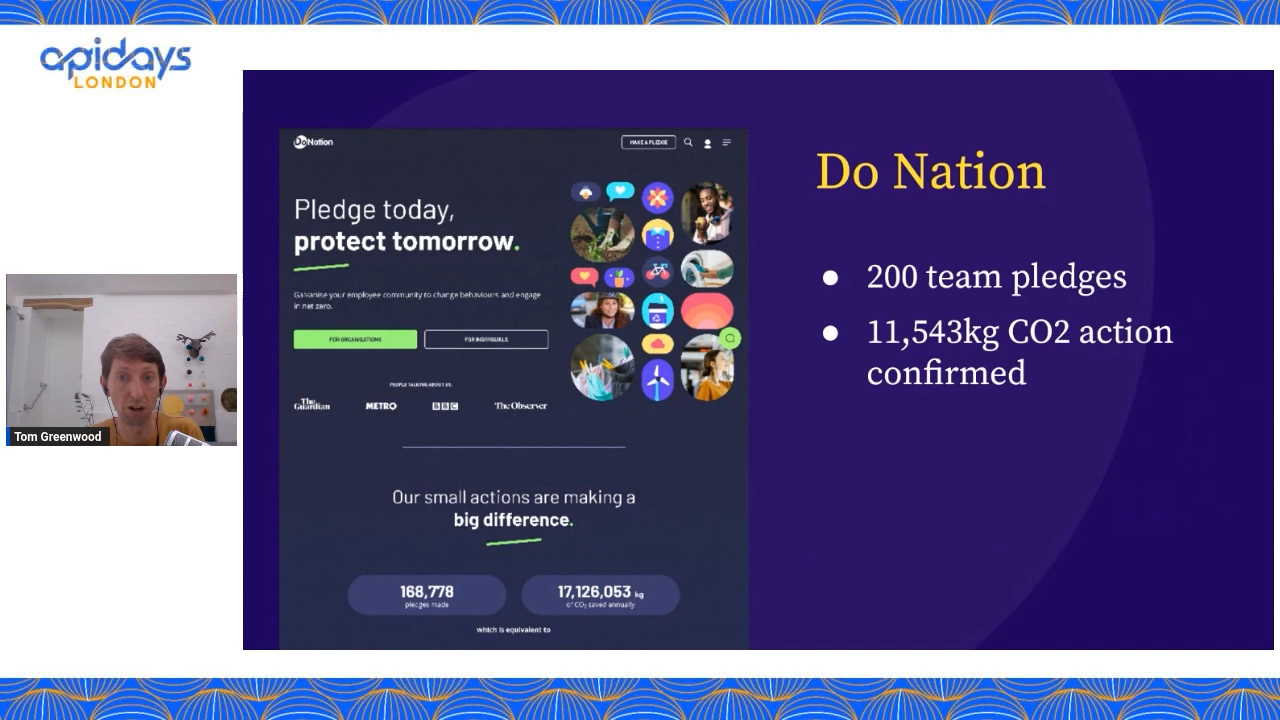 apidays
LONDON
Do Nation
MAKE A PLEDGE
Pledge today,
protect tomorrow.
Galvanise your employee community to change behaviours and engage
in net zero.
FOR ORGANISATIONS
FOR INDIVIDUALS
PEOPLE TALKING ABOUT US:
The
Guardian
METRO
BBC
The Observer
Our small actions are making a
big difference.
168,778
pledges made
17,126,053 kg
of CO₂ saved annually
which is equivalent to
Do Nation
● 200 team pledges
● 11,543kg CO2 action
confirmed
Tom Greenwood